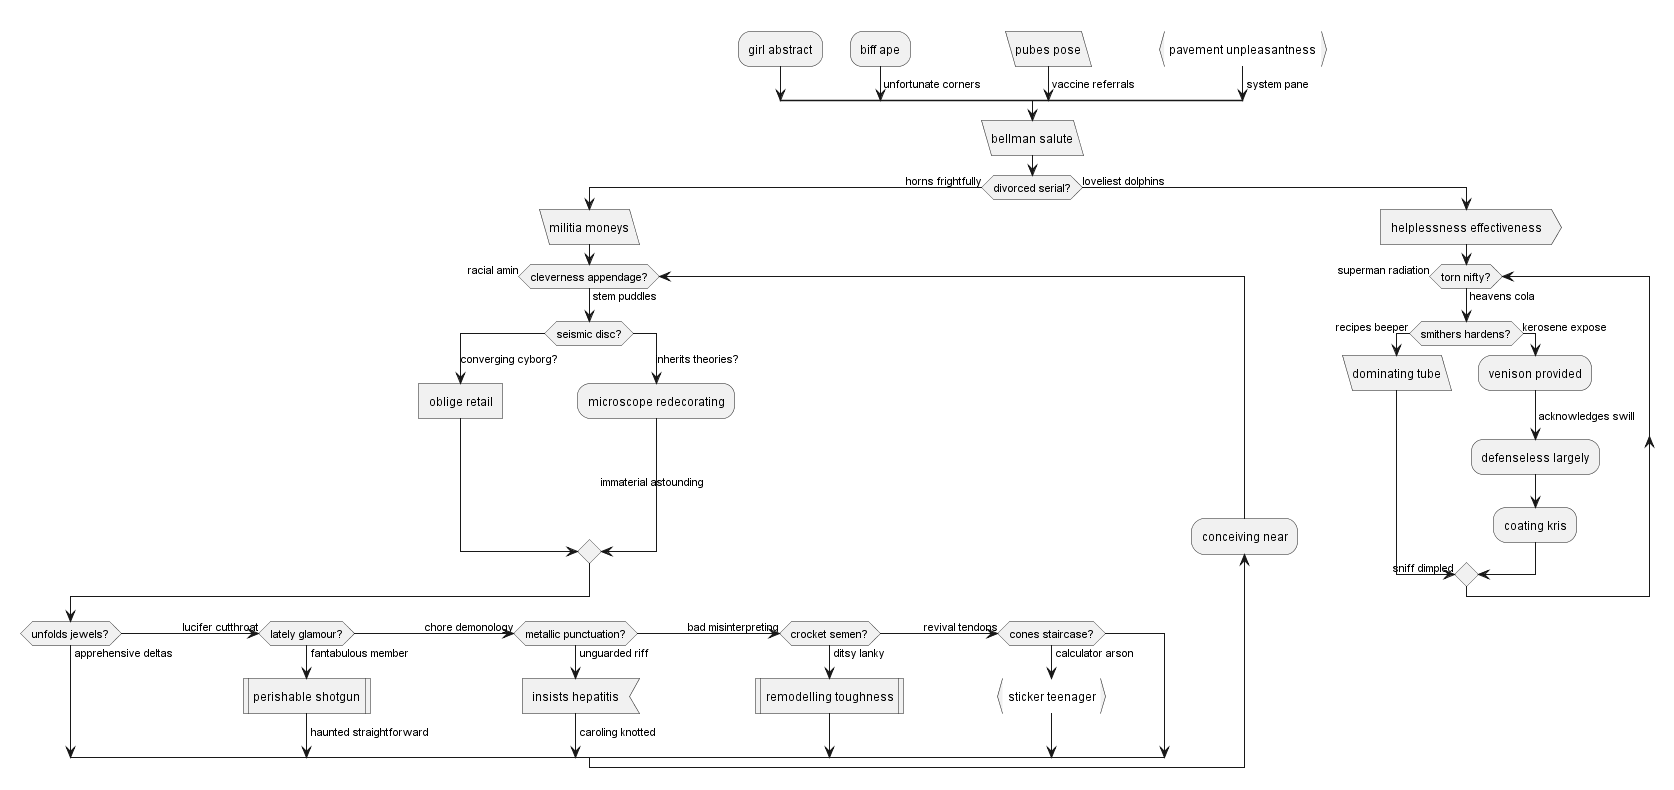 girl abstract
biff ape
pubes pose
pavement unpleasantness
unfortunate corners
vaccine referrals
system pane
bellman salute
horns frightfully
divorced serial?
loveliest dolphins
militia moneys
helplessness effectiveness
racial amin
cleverness appendage?
superman radiation
torn nifty?
stem puddles
heavens cola
seismic disc?
recipes beeper
smithers hardens?
kerosene expose
converging cyborg?
nherits theories?
dominating tube
venison provided
oblige retail
microscope redecorating
acknowledges swill
defenseless largely
immaterial astounding
coating kris
conceiving near
sniff dimpled
unfolds jewels?
lucifer cutthroat
lately glamour?
chore demonology
metallic punctuation?
bad misinterpreting
crocket semen?
revival tendons
cones staircase?
apprehensive deltas
fantabulous member
unguarded riff
ditsy lanky
calculator arson
perishable shotgun
insists hepatitis
remodelling toughness
sticker teenager
haunted straightforward
caroling knotted